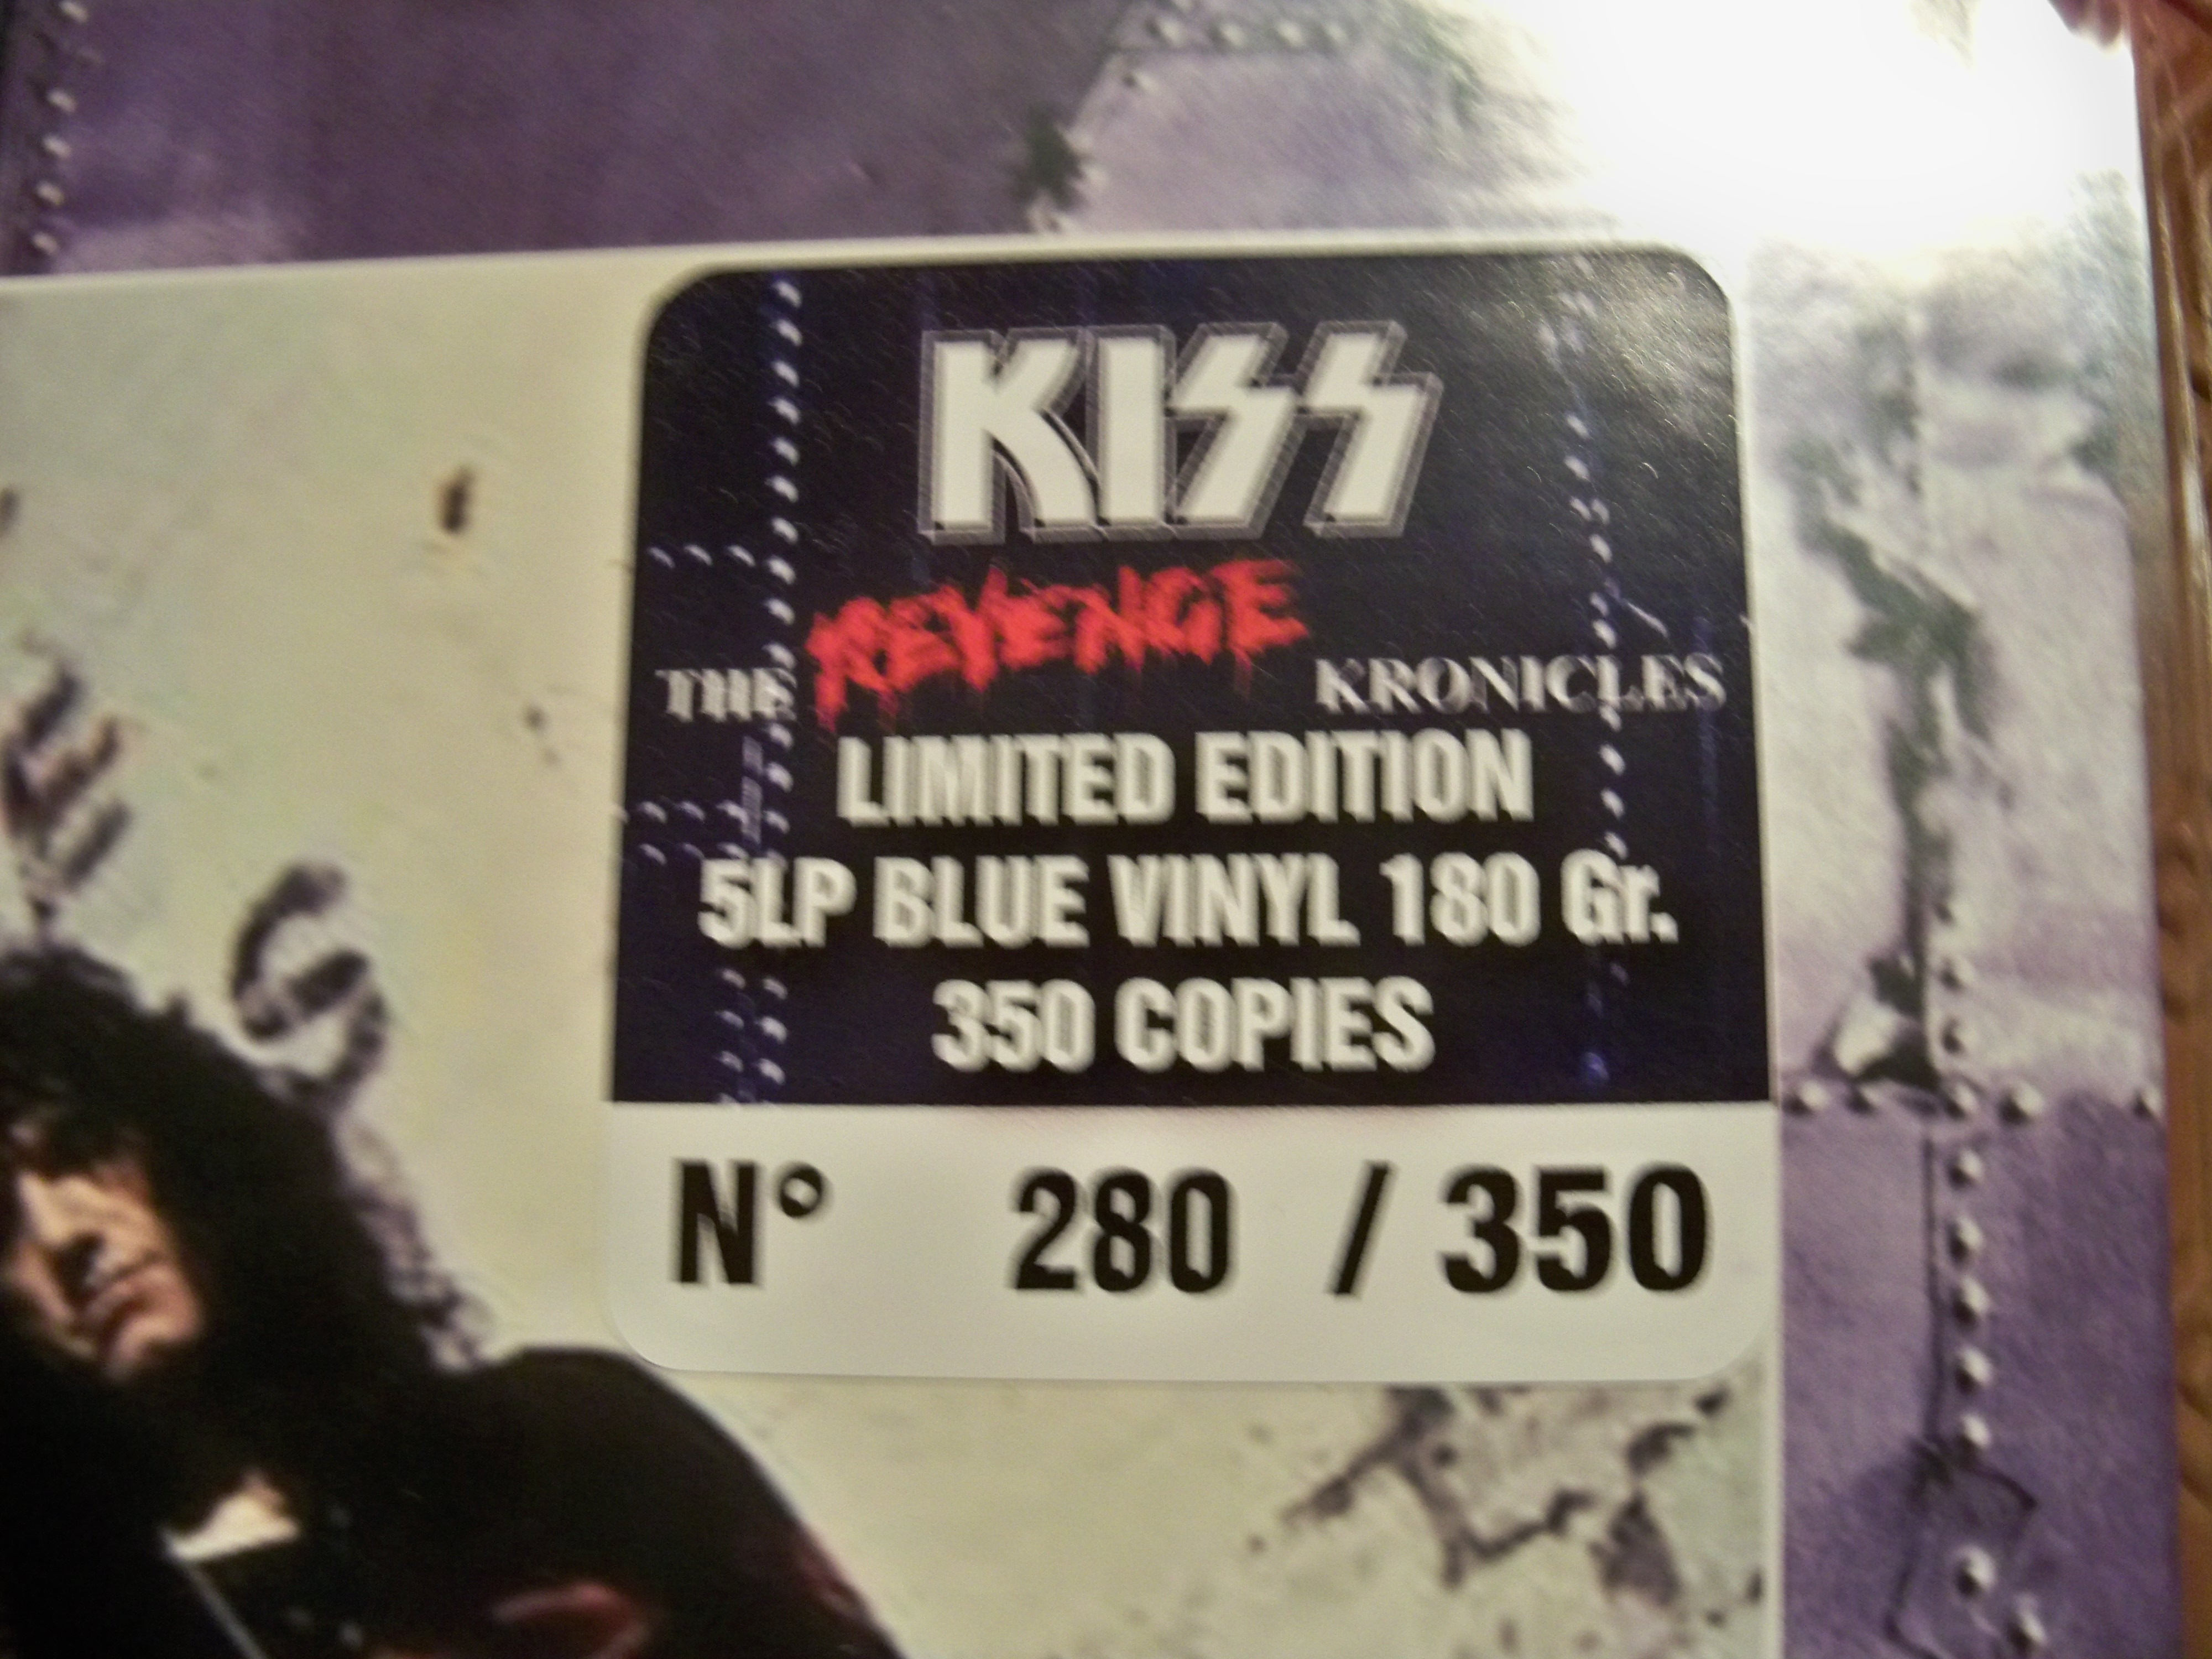 KISS
THE REVENGE KRONICLES
LIMITED EDITION
5LP BLUE VINYL 180 Gr.
350 COPIES
N° 280 / 350